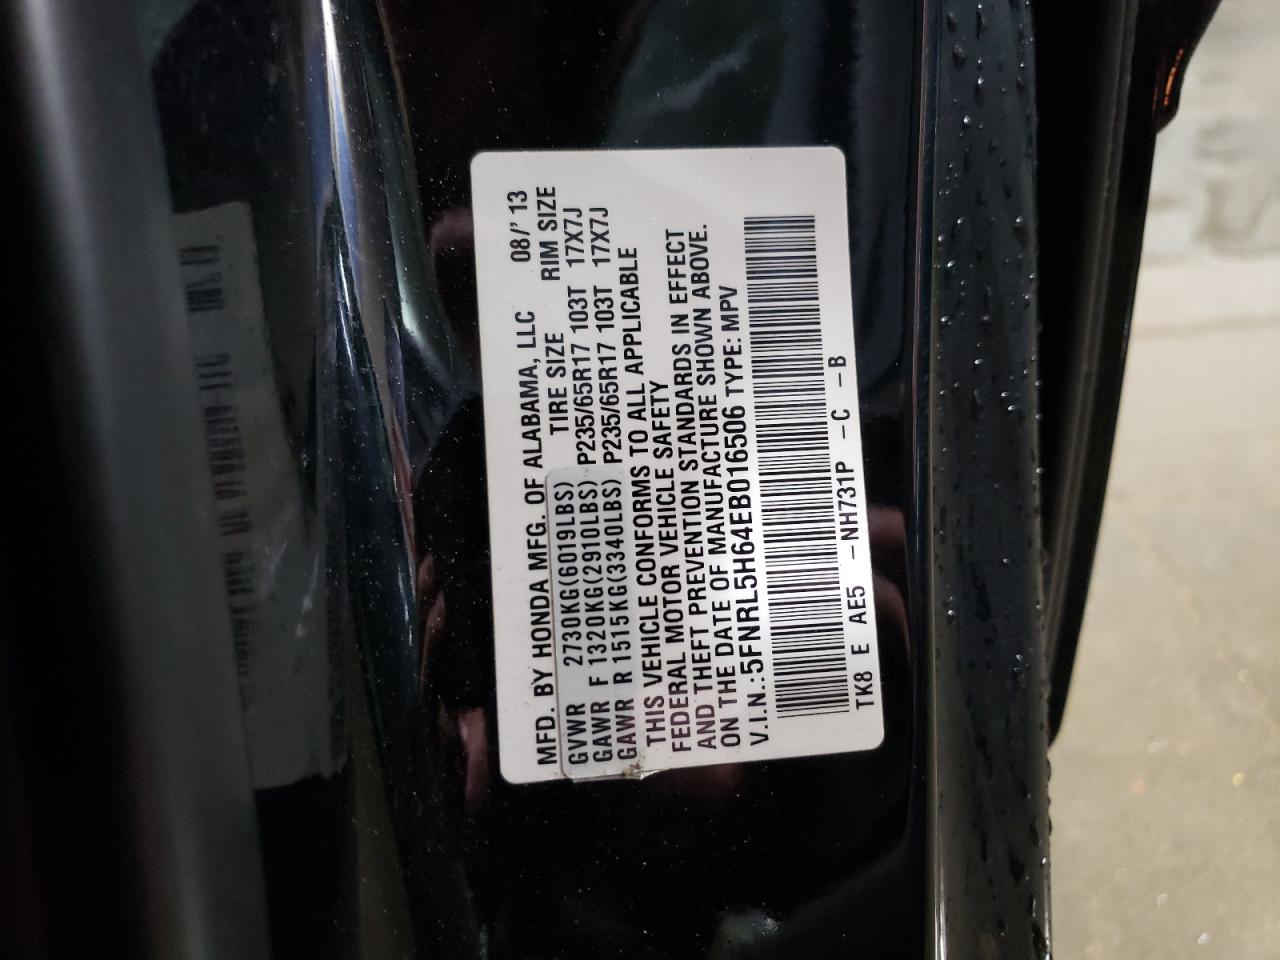 MFD. BY HONDA MFG. OF ALABAMA, LLC 08/'13
TIRE SIZE RIM SIZE
GVWR 2730KG(6019LBS)
GAWR F 1320KG(2910LBS) P235/65R17 103T 17X7J
GAWR R 1515KG(3340LBS) P235/65R17 103T 17X7J
THIS VEHICLE CONFORMS TO ALL APPLICABLE
FEDERAL MOTOR VEHICLE SAFETY
AND THEFT PREVENTION STANDARDS IN EFFECT
ON THE DATE OF MANUFACTURE SHOWN ABOVE.
V.I.N.:5FNRL5H64EB016506 TYPE: MPV
TK8 E AE5 -NH731P -C -B